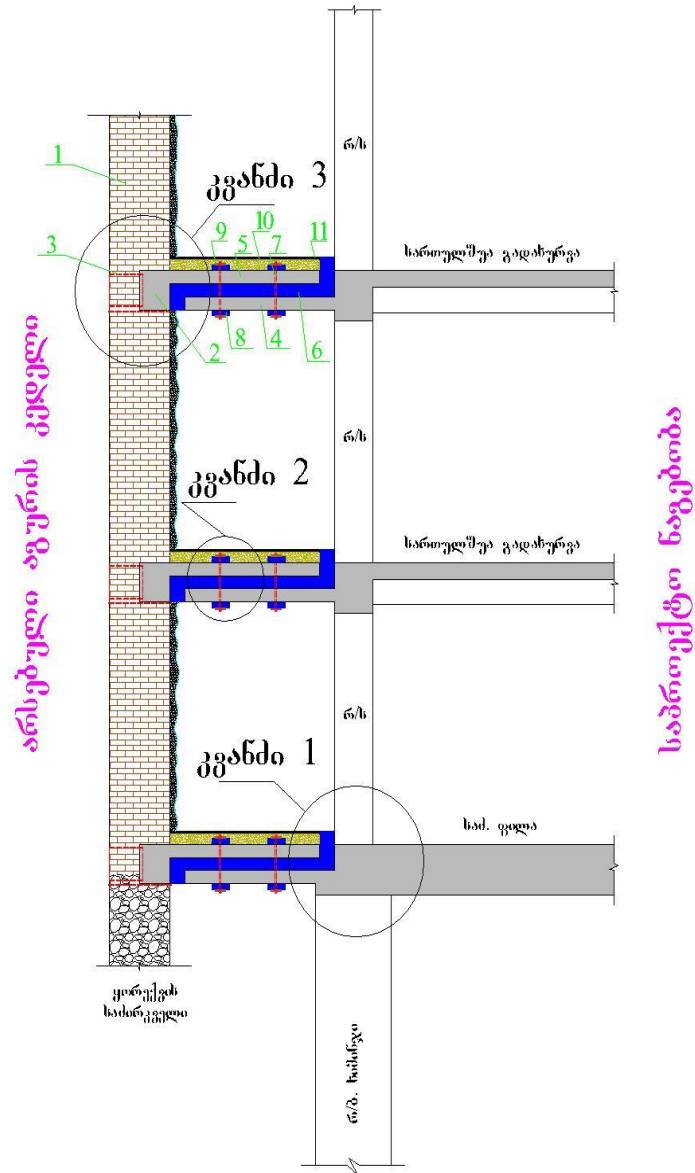 რ/ს
1
კვანძი 3
სართულშუა გადახურვა
9
10
5
7
11
3
2
8
4
6
არსებული აგურის კედელი
რ/ს
საპროექტო ნაგებობა
კვანძი 2
სართულშუა გადახურვა
რ/ს
კვანძი 1
საძ. ფილა
ყორექვის
საძირკველი
რ/ბ. ხიმინჯი